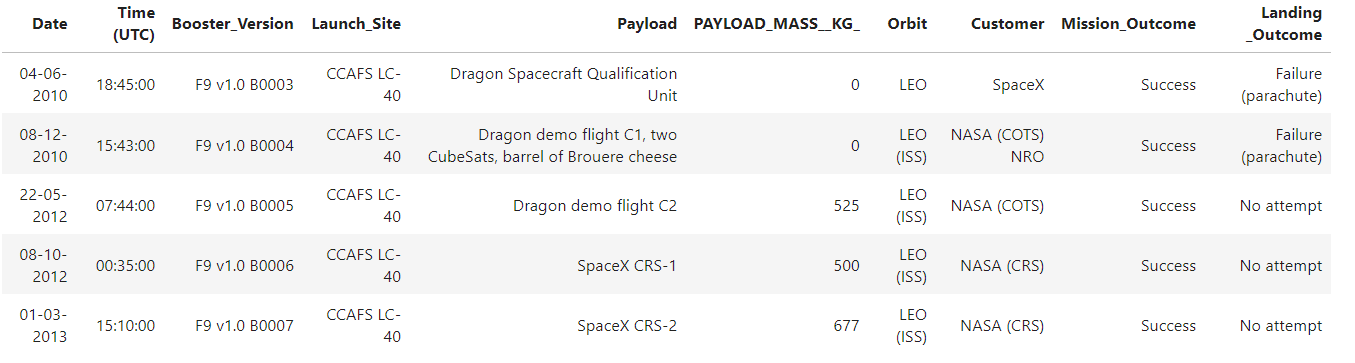 Date Time (UTC) Booster_Version Launch_Site Payload PAYLOAD_MASS__KG_ Orbit Customer Mission_Outcome Landing _Outcome
04-06-2010 18:45:00 F9 v1.0 B0003 CCAFS LC-40 Dragon Spacecraft Qualification Unit 0 LEO SpaceX Success Failure (parachute)
08-12-2010 15:43:00 F9 v1.0 B0004 CCAFS LC-40 Dragon demo flight C1, two CubeSats, barrel of Brouere cheese 0 LEO (ISS) NASA (COTS) NRO Success Failure (parachute)
22-05-2012 07:44:00 F9 v1.0 B0005 CCAFS LC-40 Dragon demo flight C2 525 LEO (ISS) NASA (COTS) Success No attempt
08-10-2012 00:35:00 F9 v1.0 B0006 CCAFS LC-40 SpaceX CRS-1 500 LEO (ISS) NASA (CRS) Success No attempt
01-03-2013 15:10:00 F9 v1.0 B0007 CCAFS LC-40 SpaceX CRS-2 677 LEO (ISS) NASA (CRS) Success No attempt